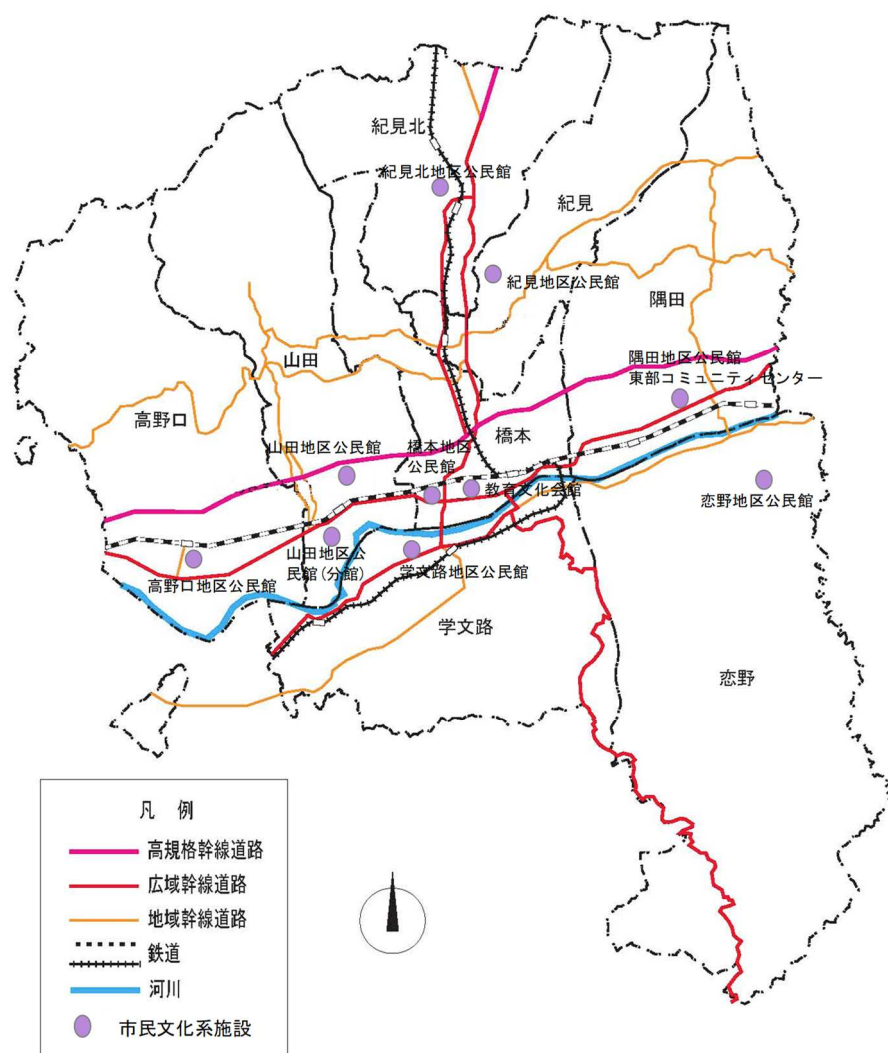 紀見北
紀見北地区公民館
紀見
紀見地区公民館
隅田
隅田地区公民館
東部コミュニティセンター
山田
高野口
橋本
山田地区公民館
橋本地区
公民館
教育文化会館
恋野地区公民館
高野口地区公民館
山田地区公
民館(分館)
学文路地区公民館
学文路
恋野
凡 例
高規格幹線道路
広域幹線道路
地域幹線道路
鉄道
河川
市民文化系施設